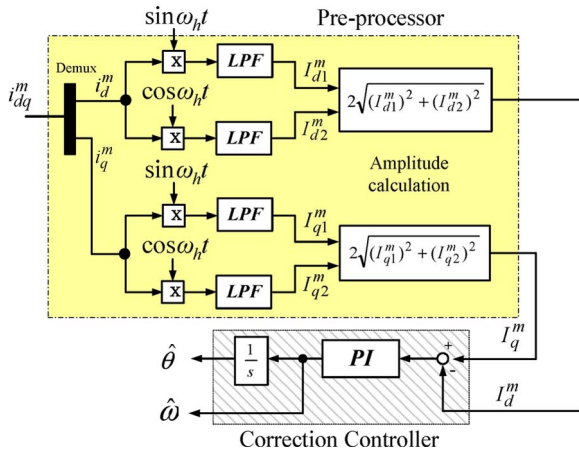 sinω_h t
Pre-processor
Demux
i_dq^m
i_d^m
x
LPF
I_d1^m
2√((I_d1^m)^2 + (I_d2^m)^2)
cosω_h t
x
LPF
I_d2^m
i_q^m
sinω_h t
Amplitude
calculation
x
LPF
I_q1^m
2√((I_q1^m)^2 + (I_q2^m)^2)
cosω_h t
x
LPF
I_q2^m
I_q^m
θ̂
1/s
PI
+
-
I_d^m
ω̂
Correction Controller